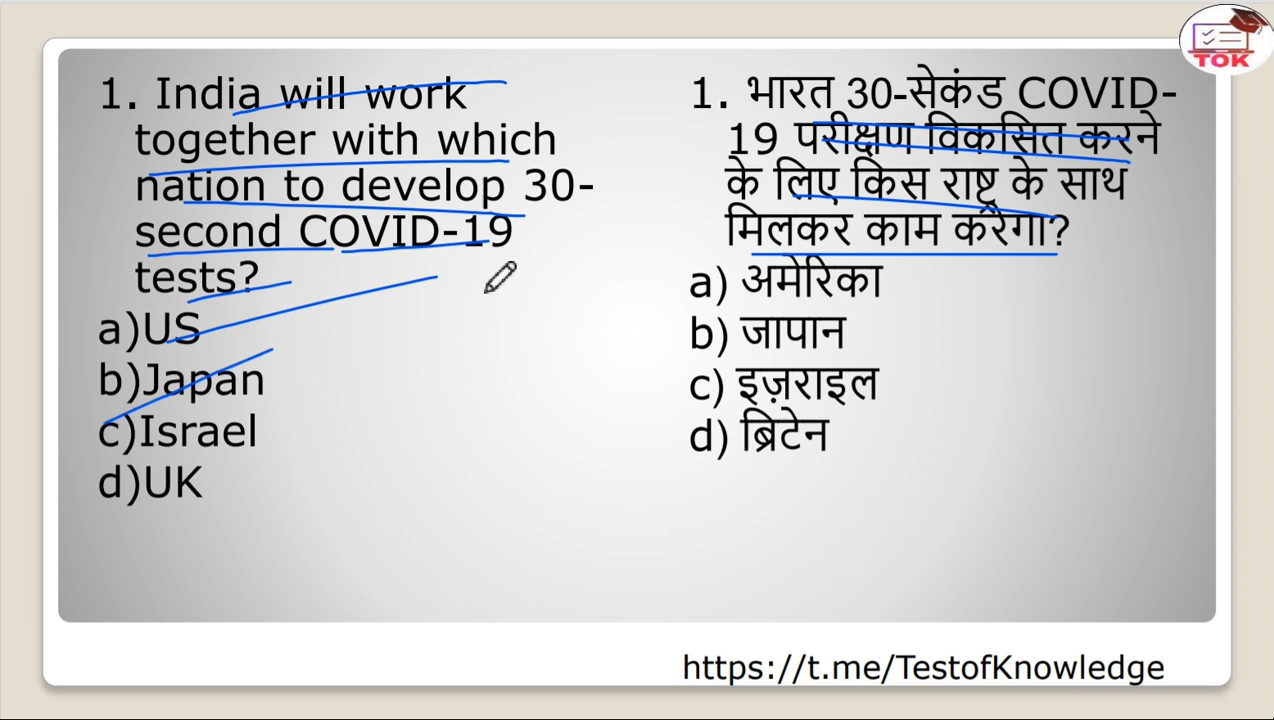 TOK
1. India will work
together with which
nation to develop 30-
second COVID-19
tests?
a)US
b)Japan
c)Israel
d)UK
1. भारत 30-सेकंड COVID-
19 परीक्षण विकसित करने
के लिए किस राष्ट्र के साथ
मिलकर काम करेगा?
a) अमेरिका
b) जापान
c) इज़राइल
d) ब्रिटेन
https://t.me/TestofKnowledge